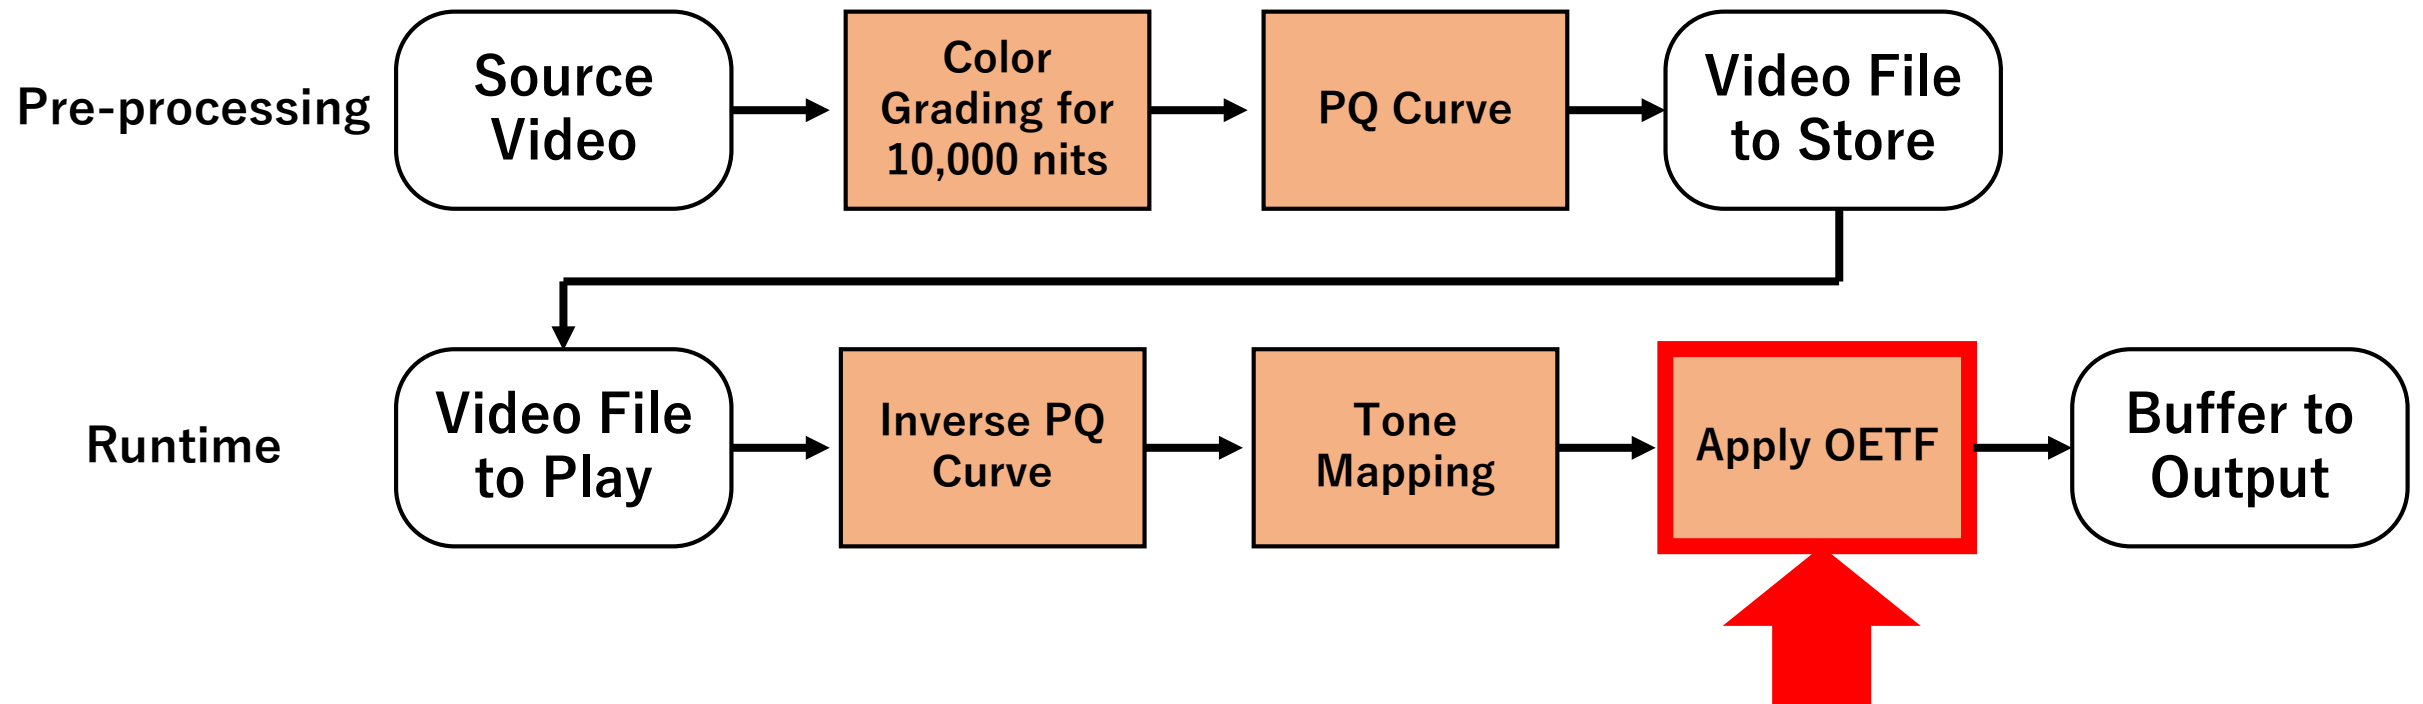 Pre-processing
Source
Video
Color
Grading for
10,000 nits
PQ Curve
Video File
to Store
Runtime
Video File
to Play
Inverse PQ
Curve
Tone
Mapping
Apply OETF
Buffer to
Output